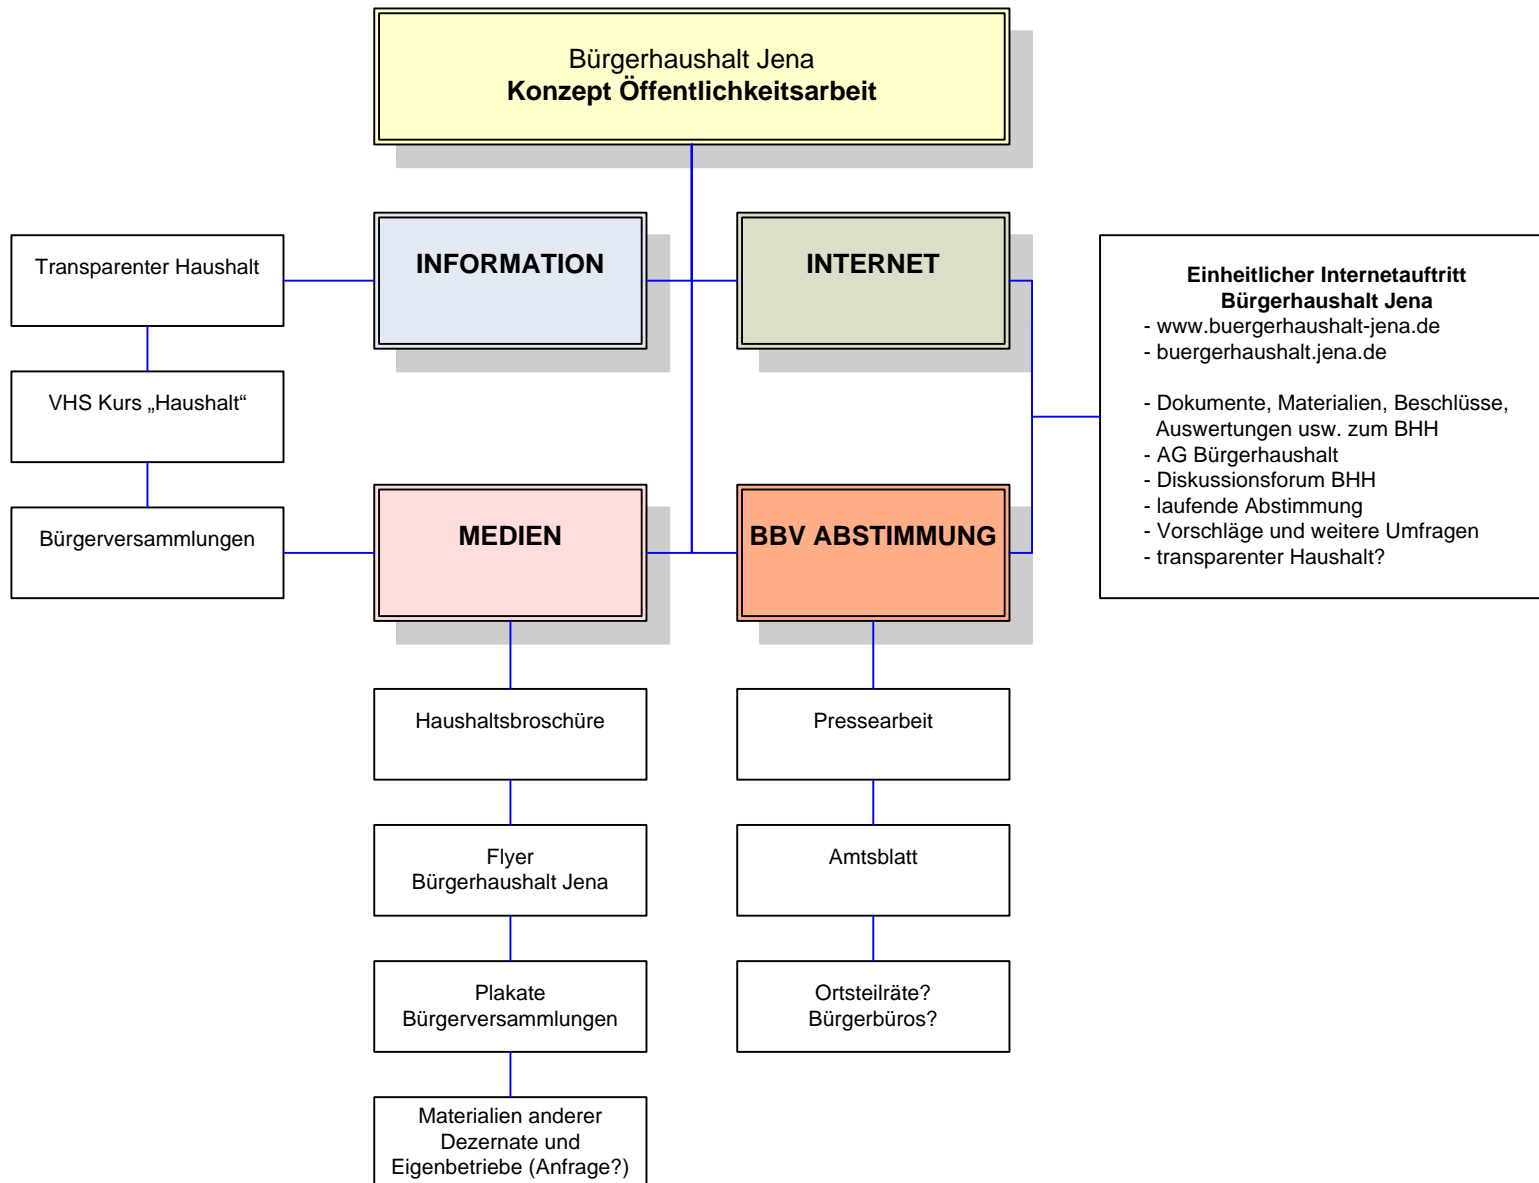 Bürgerhaushalt Jena
Konzept Öffentlichkeitsarbeit
INFORMATION
INTERNET
Transparenter Haushalt
VHS Kurs „Haushalt“
Bürgerversammlungen
MEDIEN
BBV ABSTIMMUNG
Einheitlicher Internetauftritt
Bürgerhaushalt Jena
- www.buergerhaushalt-jena.de
- buergerhaushalt.jena.de
- Dokumente, Materialien, Beschlüsse,
Auswertungen usw. zum BHH
- AG Bürgerhaushalt
- Diskussionsforum BHH
- laufende Abstimmung
- Vorschläge und weitere Umfragen
- transparenter Haushalt?
Haushaltsbroschüre
Flyer
Bürgerhaushalt Jena
Plakate
Bürgerversammlungen
Materialien anderer
Dezernate und
Eigenbetriebe (Anfrage?)
Pressearbeit
Amtsblatt
Ortsteilräte?
Bürgerbüros?